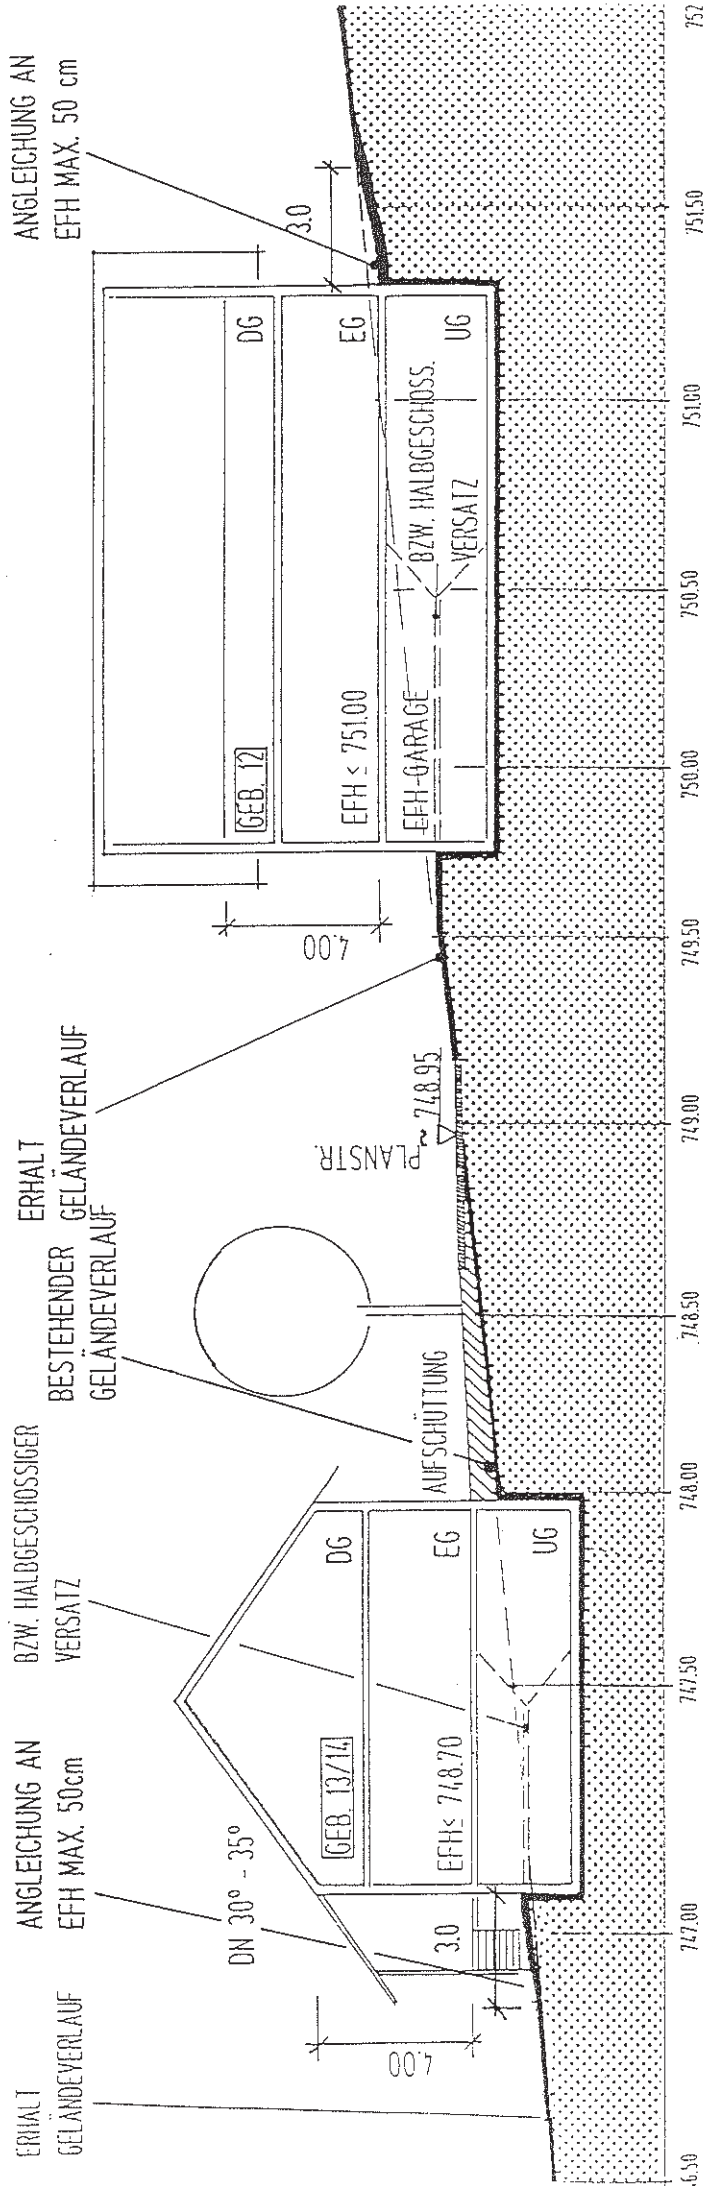 ERHALT
GELÄNDEVERLAUF
ANGLEICHUNG AN
EFH MAX. 50cm
BZW. HALBGESCHOSSIGER
VERSATZ
BESTEHENDER
GELÄNDEVERLAUF
ERHALT
GELÄNDEVERLAUF
ANGLEICHUNG AN
EFH MAX. 50 cm
DN 30° - 35°
4.00
3.0
GEB. 13/14
DG
EFH ≤ 748.70
EG
UG
AUFSCHÜTTUNG
PLANSTR.
~ 748.95
4.00
GEB. 12
DG
EFH ≤ 751.00
EG
EFH-GARAGE
BZW. HALBGESCHOSS.
VERSATZ
UG
3.0
6.50
747.00
747.50
748.00
748.50
749.00
749.50
750.00
750.50
751.00
751.50
752